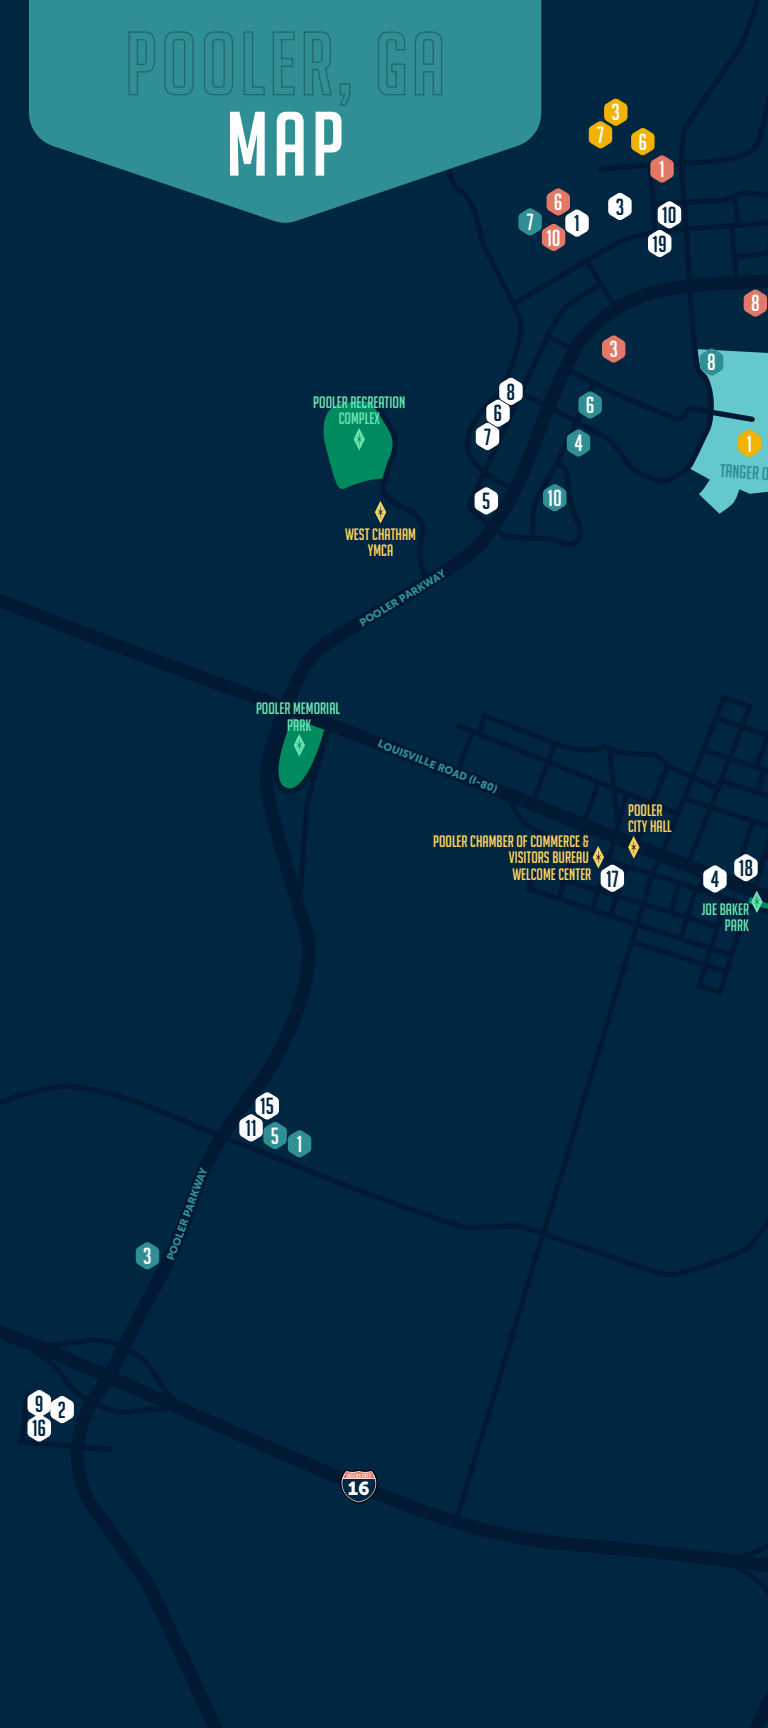 POOLER, GA
MAP
3
7
6
1
6
3
7
1
10
10
19
8
3
8
8
6
6
7
4
1
TANGER O
5
10
POOLER RECREATION
COMPLEX
WEST CHATHAM
YMCA
POOLER PARKWAY
POOLER MEMORIAL
PARK
LOUISVILLE ROAD (I-80)
POOLER
CITY HALL
POOLER CHAMBER OF COMMERCE &
VISITORS BUREAU
WELCOME CENTER
17
4
18
JOE BAKER
PARK
15
11
5
1
POOLER PARKWAY
3
9
2
16
INTERSTATE
16